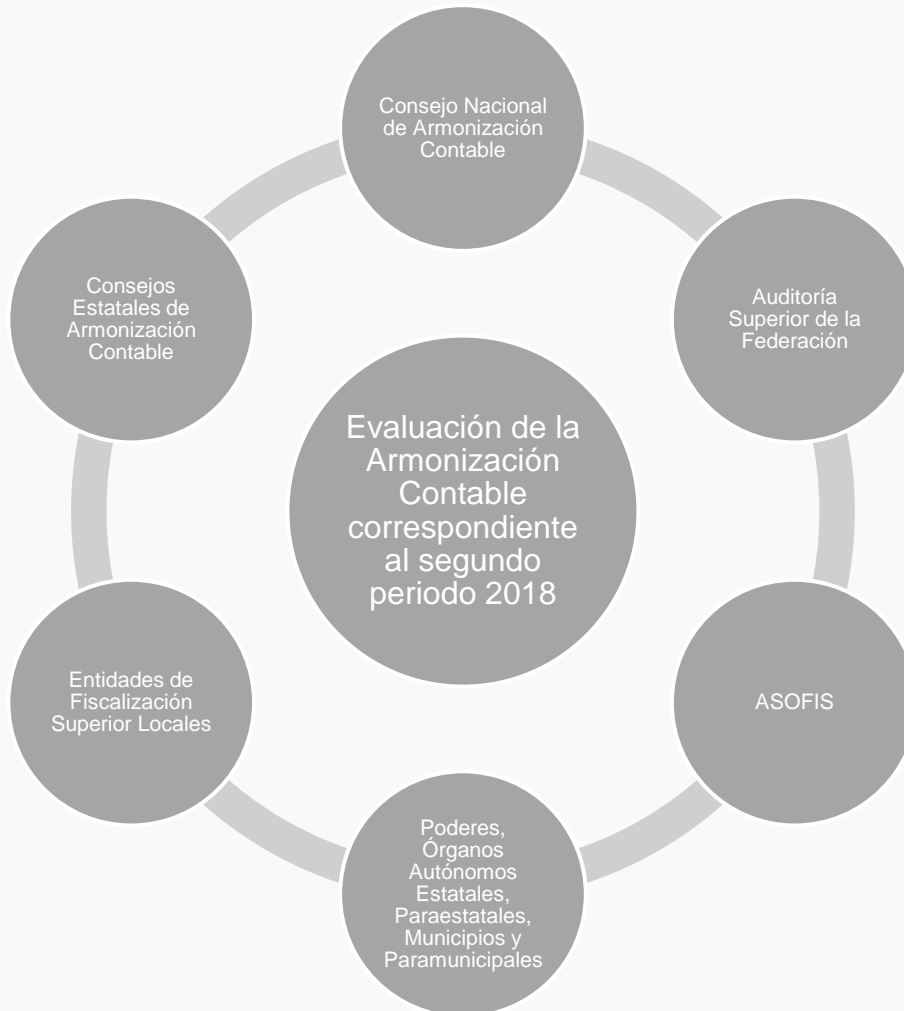 Consejo Nacional
de Armonización
Contable
Auditoría
Superior de la
Federación
ASOFIS
Poderes,
Órganos
Autónomos
Estatales,
Paraestatales,
Municipios y
Paramunicipales
Entidades de
Fiscalización
Superior Locales
Consejos
Estatales de
Armonización
Contable
Evaluación de la
Armonización
Contable
correspondiente
al segundo
periodo 2018